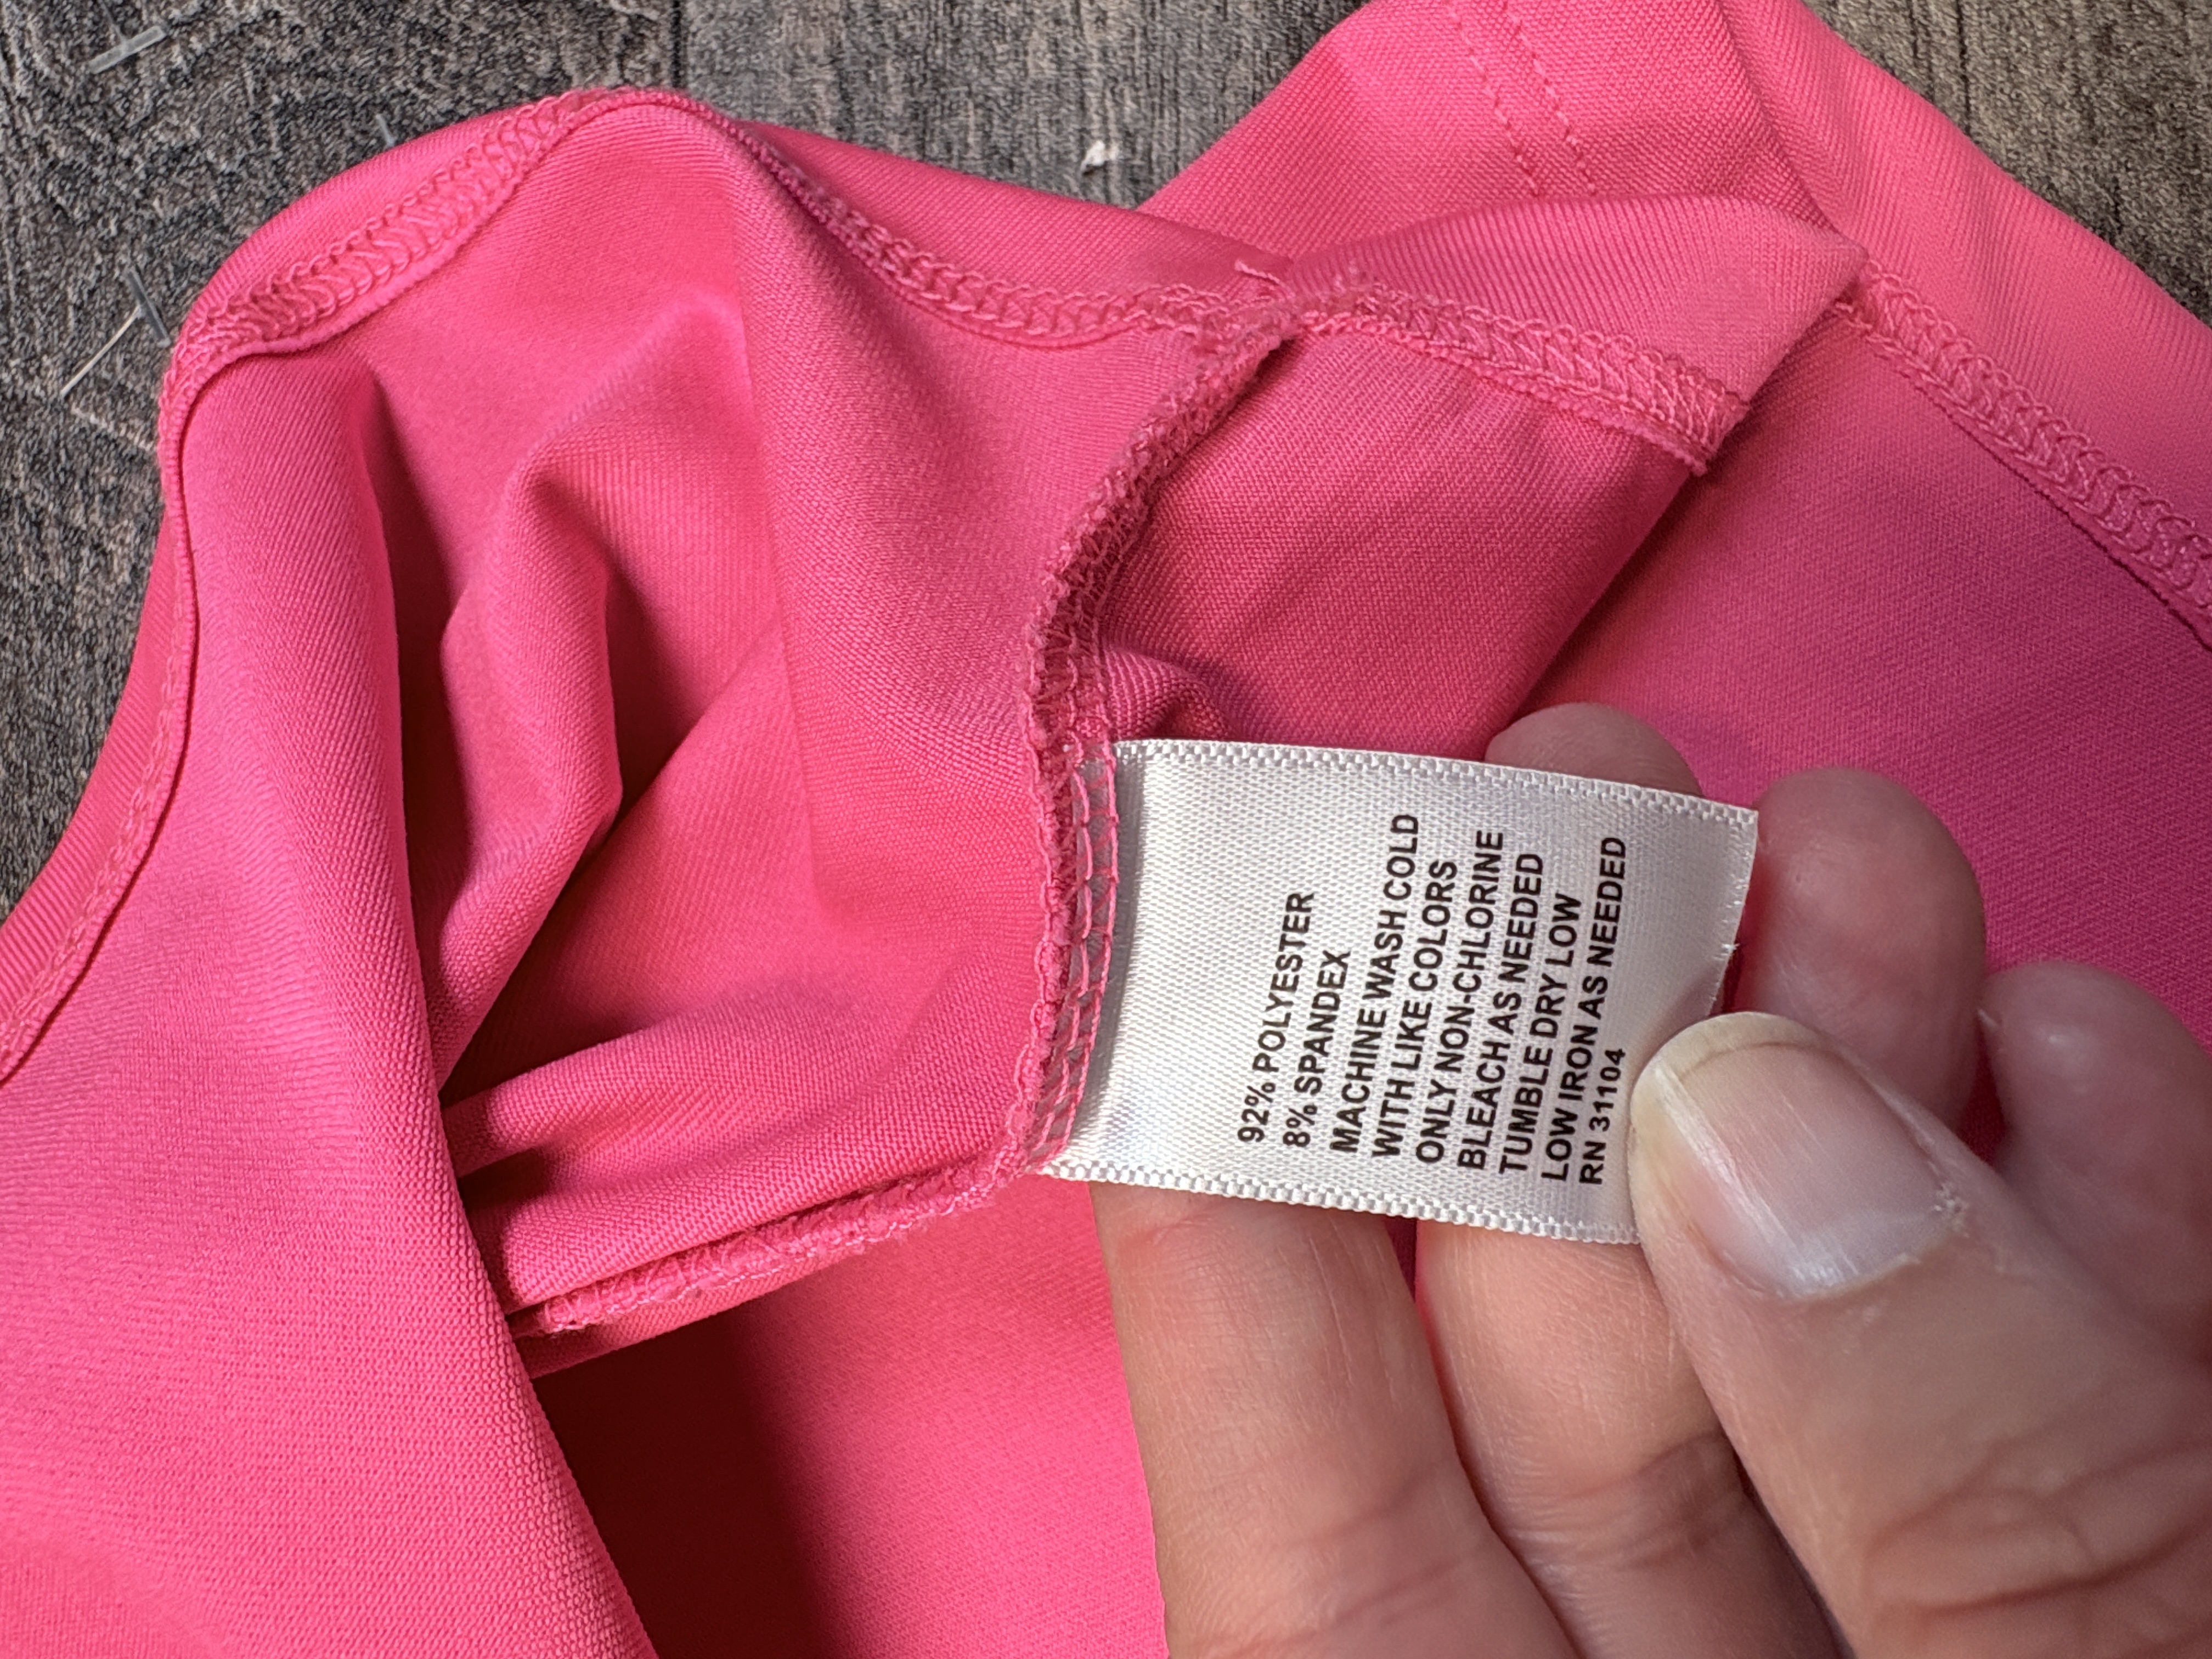 92% POLYESTER
8% SPANDEX
MACHINE WASH COLD
WITH LIKE COLORS
ONLY NON-CHLORINE
BLEACH AS NEEDED
TUMBLE DRY LOW
LOW IRON AS NEEDED
RN 31104